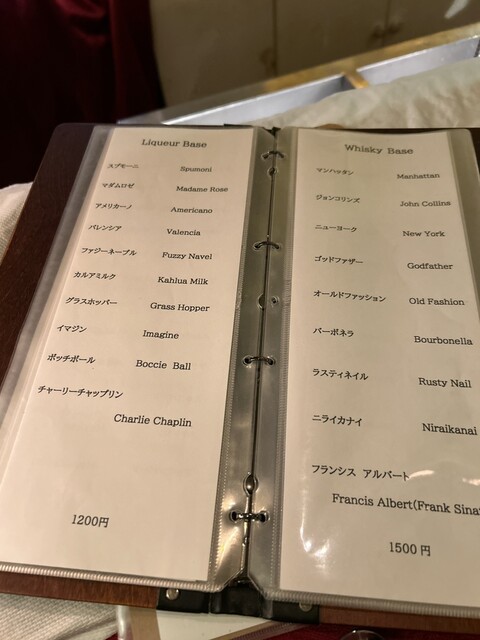 Liqueur Base
スプモーニ Spumoni
マダムロゼ Madame Rose
アメリカーノ Americano
バレンシア Valencia
ファジーネーブル Fuzzy Navel
カルアミルク Kahlua Milk
グラスホッパー Grass Hopper
イマジン Imagine
ボッチボール Boccie Ball
チャーリーチャップリン
Charlie Chaplin
1200円
Whisky Base
マンハッタン Manhattan
ジョンコリンズ John Collins
ニューヨーク New York
ゴッドファザー Godfather
オールドファッション Old Fashion
バーボネラ Bourbonella
ラスティネイル Rusty Nail
ニライカナイ Niraikanai
フランシス アルバート
Francis Albert(Frank Sina
1500円